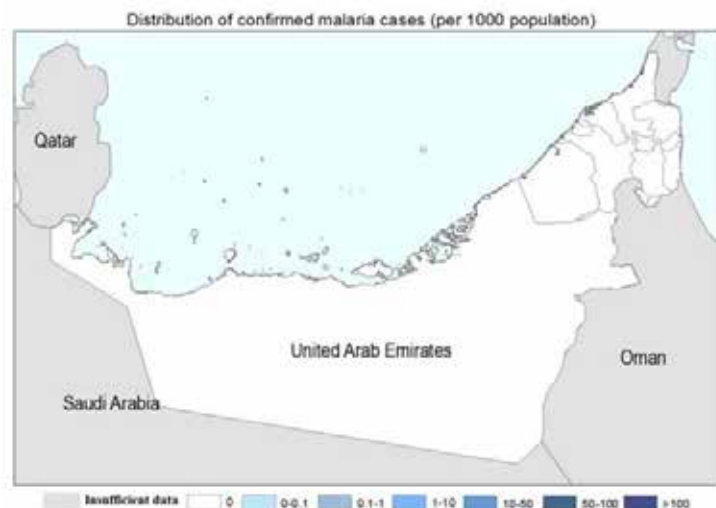 Distribution of confirmed malaria cases (per 1000 population)
Qatar
United Arab Emirates
Oman
Saudi Arabia
Insufficient data 0 0-0.1 0.1-1 1-10 10-50 50-100 >100